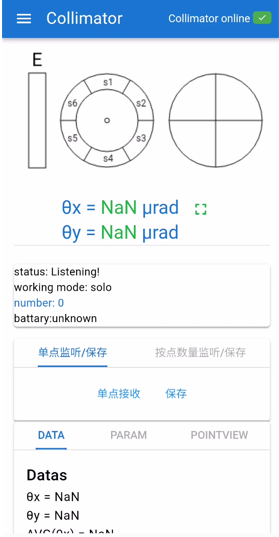 Collimator
Collimator online
E
s1
s6 s2
s5 s3
s4
θx = NaN μrad
θy = NaN μrad
status: Listening!
working mode: solo
number: 0
battary:unknown
单点监听/保存 按点数量监听/保存
单点接收 保存
DATA PARAM POINTVIEW
Datas
θx = NaN
θy = NaN
AVG(θx) = NaN